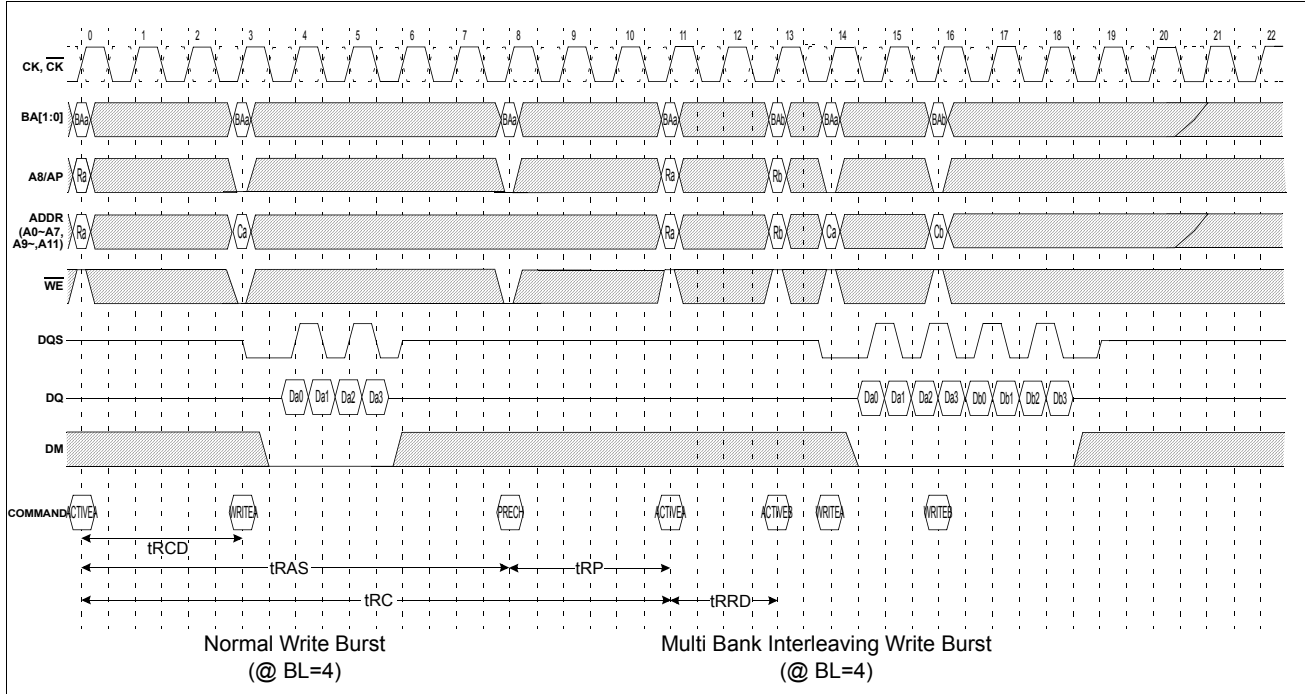 0 1 2 3 4 5 6 7 8 9 10 11 12 13 14 15 16 17 18 19 20 21 22
CK, CK
BA[1:0] BAa BAa BAa BAa BAb BAa BAb
A8/AP Ra Ra Rb
ADDR
(A0~A7,
A9~,A11)
Ra Ca Ra Rb Ca Cb
WE
DQS
DQ Da0 Da1 Da2 Da3 Da0 Da1 Da2 Da3 Db0 Db1 Db2 Db3
DM
COMMAND ACTIVEA WRITEA PRECH ACTIVEA ACTIVEB WRITEA WRITEB
tRCD
tRAS tRP
tRC tRRD
Normal Write Burst Multi Bank Interleaving Write Burst
(@ BL=4) (@ BL=4)